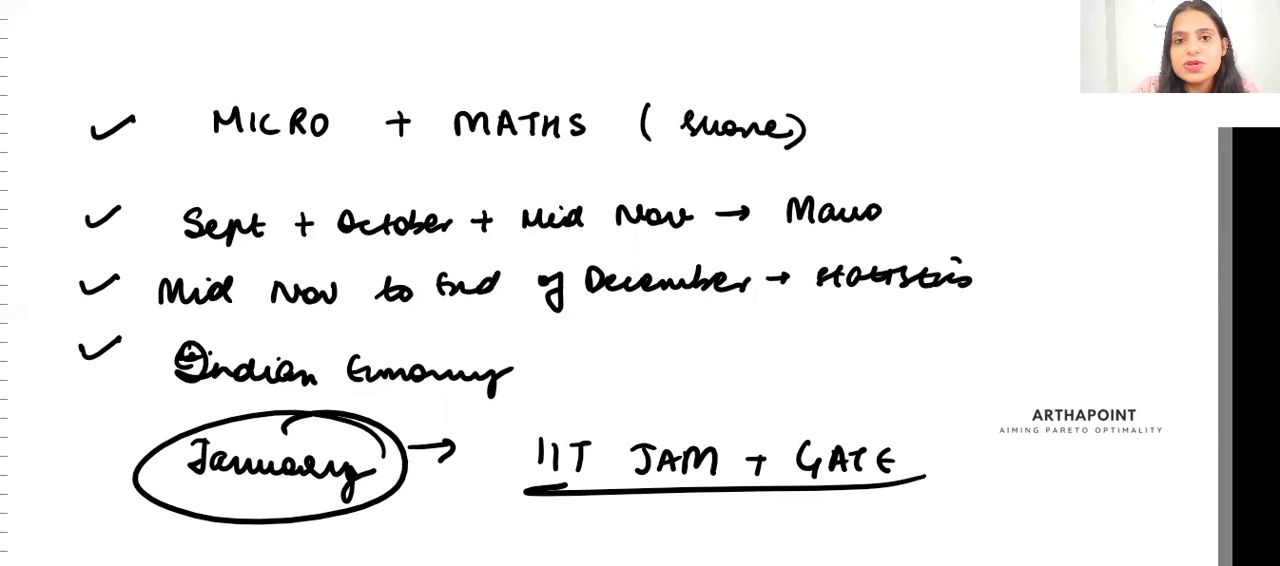 MICRO + MATHS (
Sept + October + Mid Nov → Macro
Mid Nov to End of December → Statistics
Indian Economy
January → IIT JAM + GATE
ARTHAPOINT
AIMING PARETO OPTIMALITY